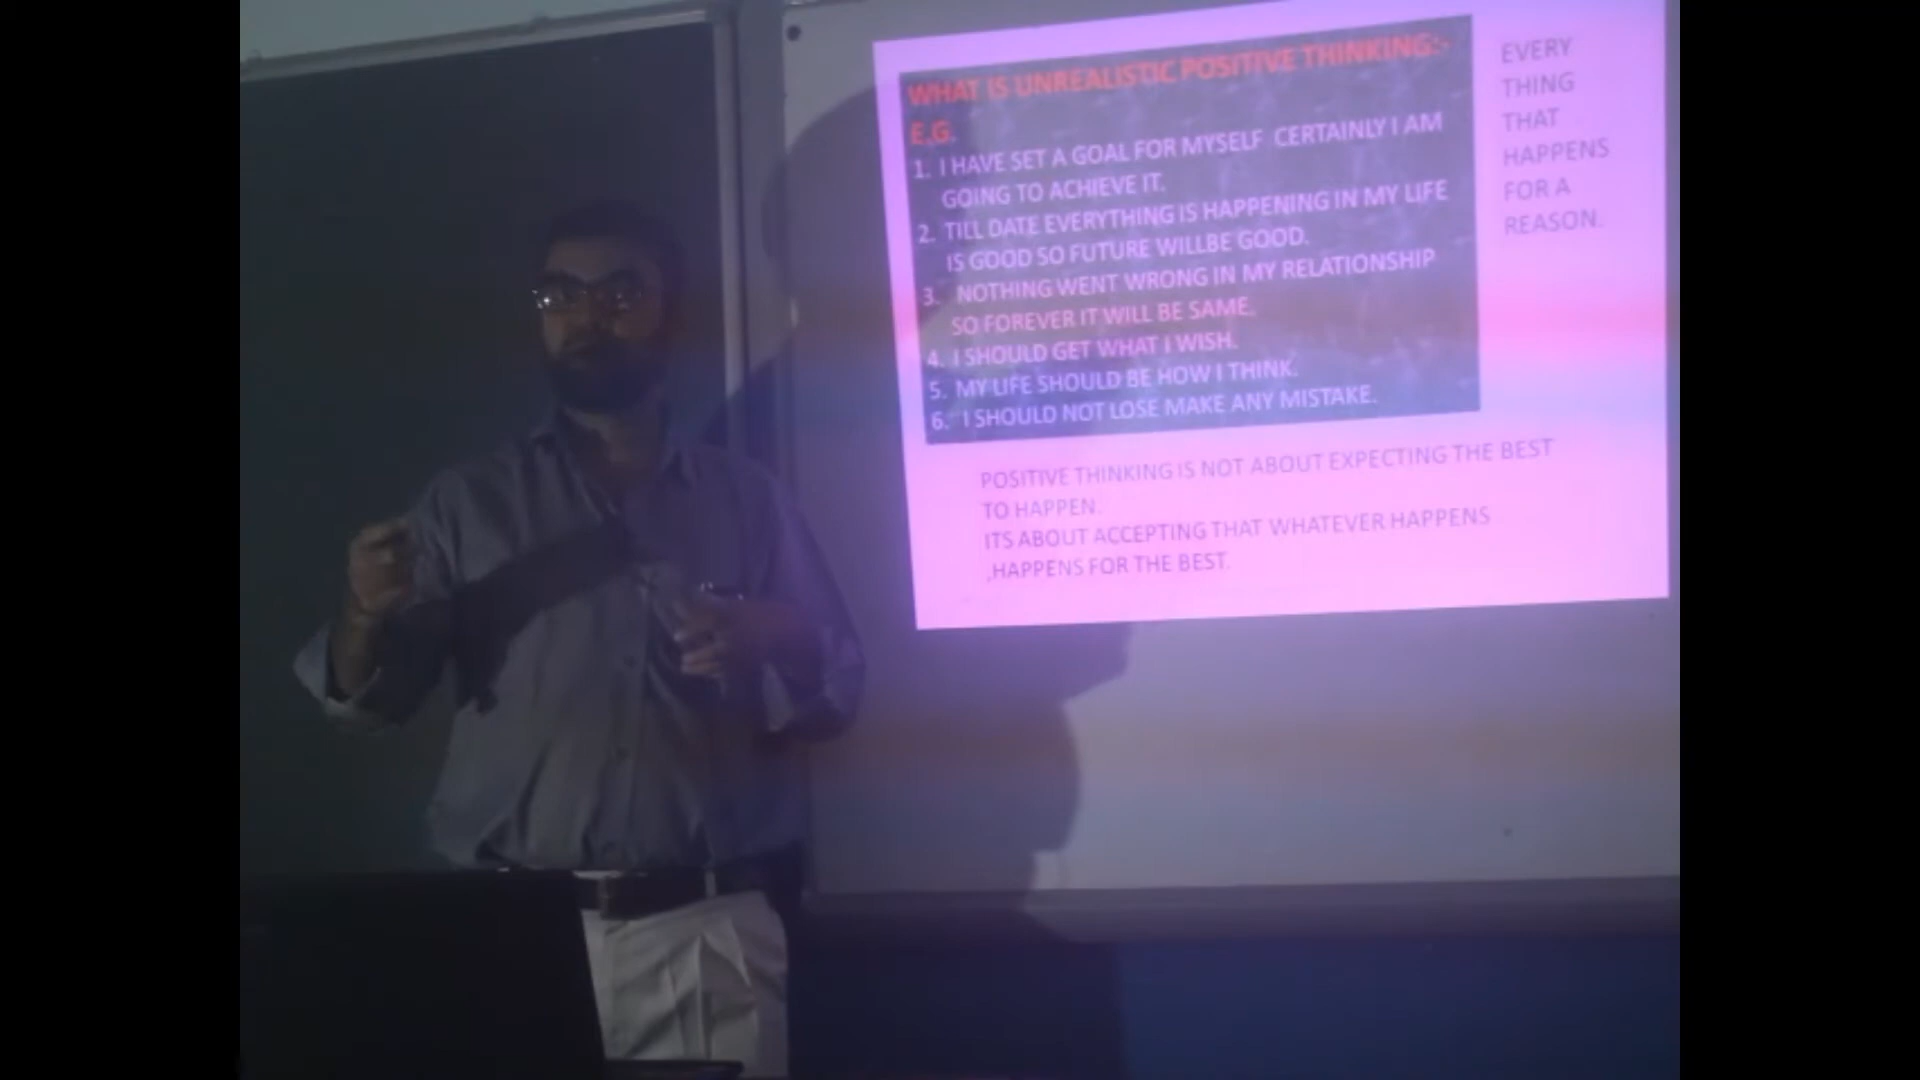 WHAT IS UNREALISTIC POSITIVE THINKING:-
E.G.
1. I HAVE SET A GOAL FOR MYSELF CERTAINLY I AM
GOING TO ACHIEVE IT.
2. TILL DATE EVERYTHING IS HAPPENING IN MY LIFE
IS GOOD SO FUTURE WILLBE GOOD.
3. NOTHING WENT WRONG IN MY RELATIONSHIP
SO FOREVER IT WILL BE SAME.
4. I SHOULD GET WHAT I WISH.
5. MY LIFE SHOULD BE HOW I THINK.
6. I SHOULD NOT LOSE MAKE ANY MISTAKE.
EVERY
THING
THAT
HAPPENS
FOR A
REASON.
POSITIVE THINKING IS NOT ABOUT EXPECTING THE BEST
TO HAPPEN.
ITS ABOUT ACCEPTING THAT WHATEVER HAPPENS
,HAPPENS FOR THE BEST.